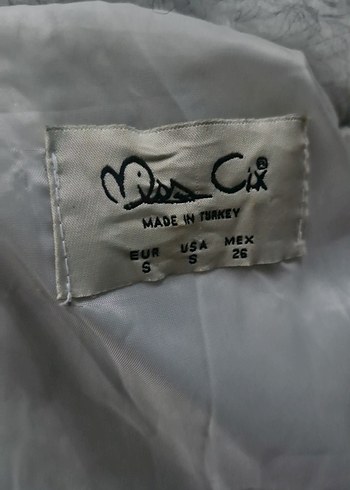 Miss Cix®
MADE IN TURKEY
EUR USA MEX
S S 26